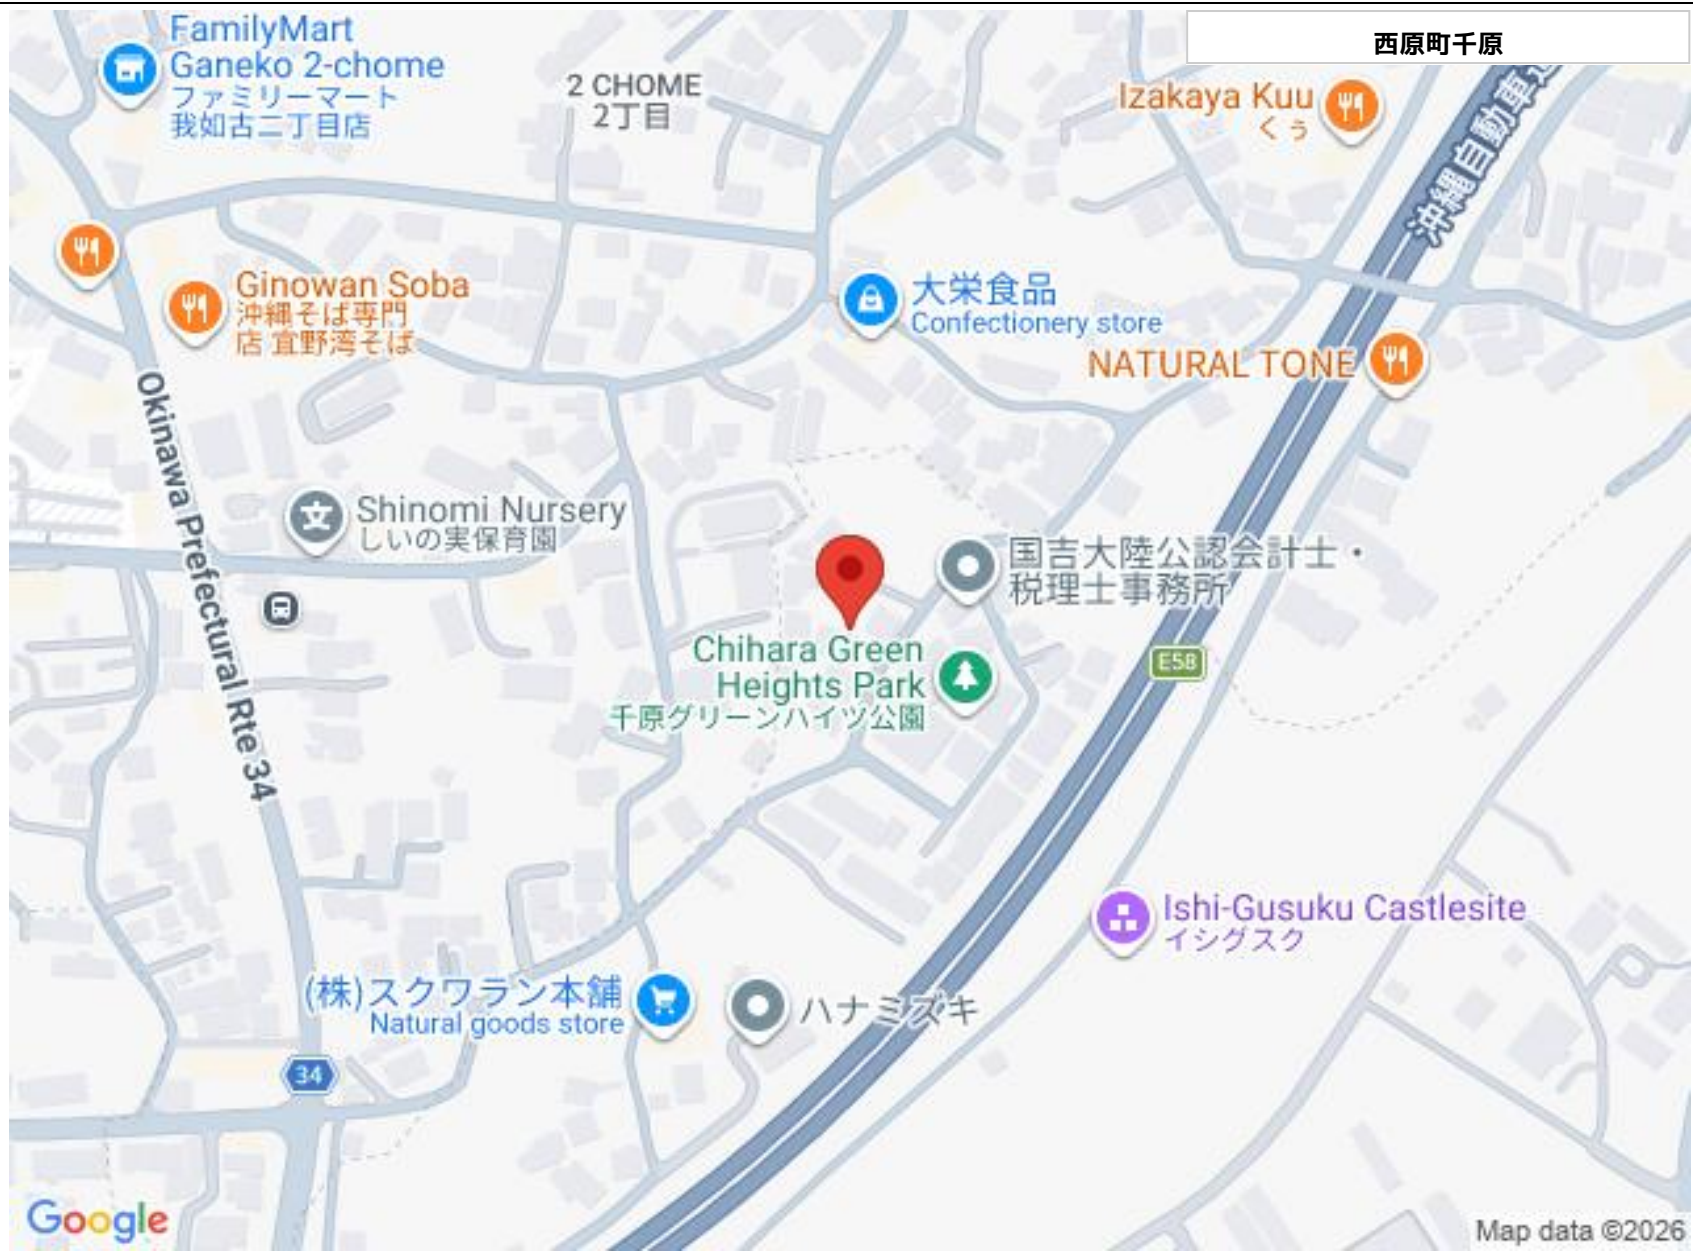 西原町千原
FamilyMart
Ganeko 2-chome
ファミリーマート
我如古二丁目店
2 CHOME
2丁目
Izakaya Kuu
くぅ
沖縄自動車道
Ginowan Soba
沖縄そば専門
店 宜野湾そば
大栄食品
Confectionery store
NATURAL TONE
Okinawa Prefectural Rte 34
Shinomi Nursery
しいの実保育園
国吉大陸公認会計士・
税理士事務所
Chihara Green
Heights Park
千原グリーンハイツ公園
E58
Ishi-Gusuku Castlesite
イシグスク
(株)スクワラン本舗
Natural goods store
ハナミズキ
34
Google
Map data ©2026